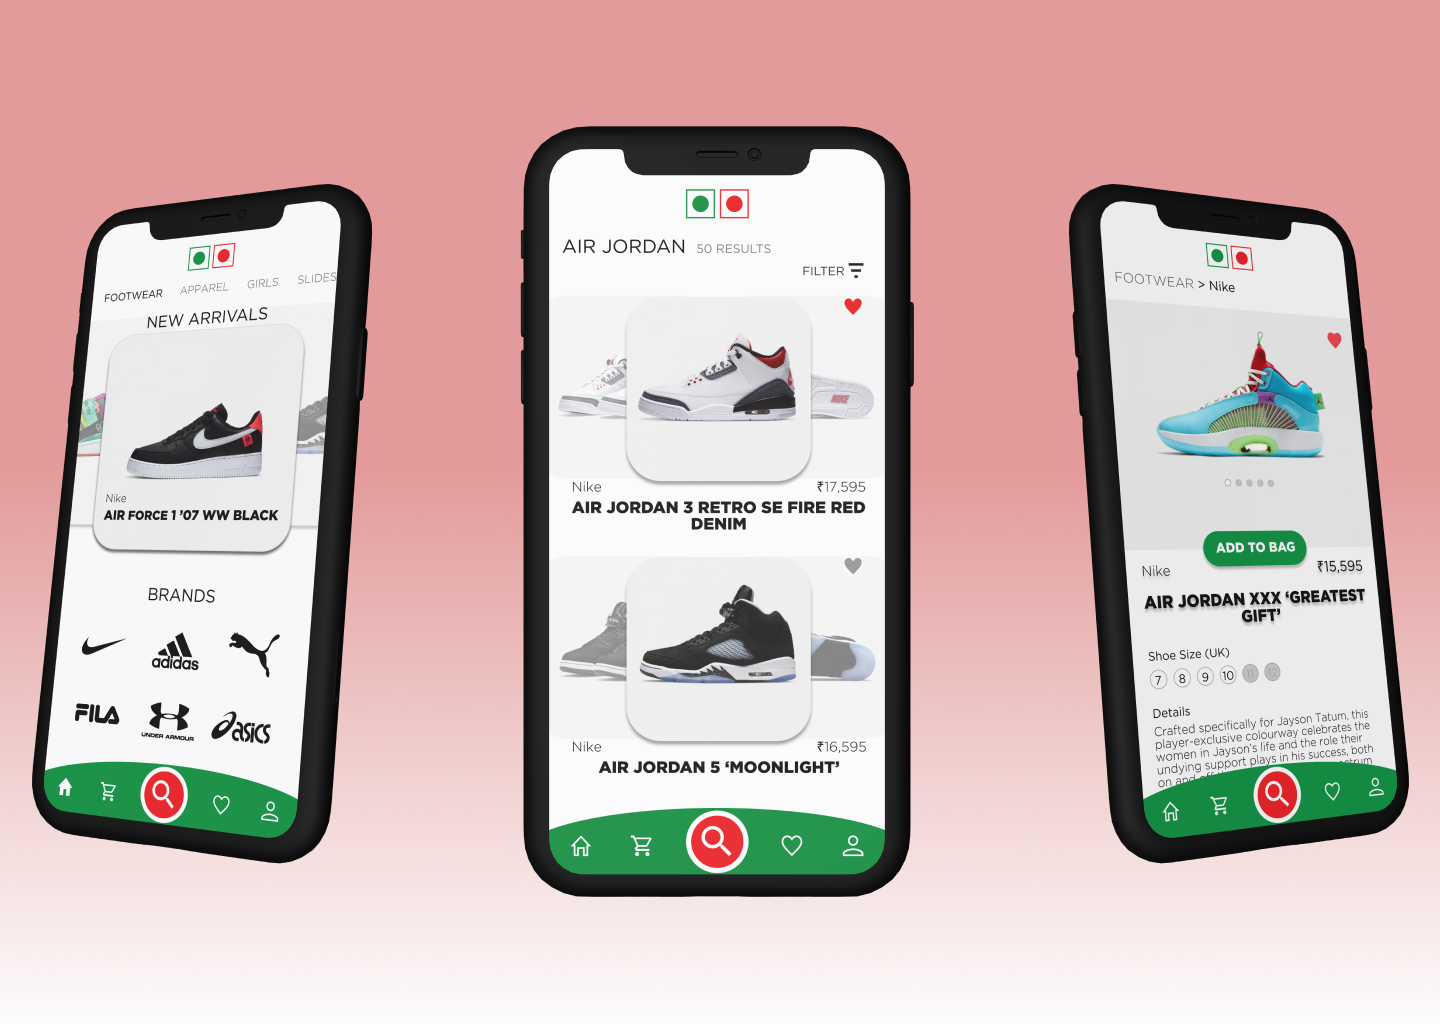 FOOTWEAR APPAREL GIRLS SLIDES
NEW ARRIVALS
Nike
AIR FORCE 1 ’07 WW BLACK
BRANDS
adidas
FILA
UNDER ARMOUR
asics
AIR JORDAN 50 RESULTS
FILTER
NIKE
Nike ₹17,595
AIR JORDAN 3 RETRO SE FIRE RED
DENIM
Nike ₹16,595
AIR JORDAN 5 ‘MOONLIGHT’
FOOTWEAR > Nike
ADD TO BAG
Nike ₹15,595
AIR JORDAN XXX ‘GREATEST
GIFT’
Shoe Size (UK)
7 8 9 10 11 12
Details
Crafted specifically for Jayson Tatum, this
player-exclusive colourway celebrates the
women in Jayson's life and the role their
undying support plays in his success, both
on and off